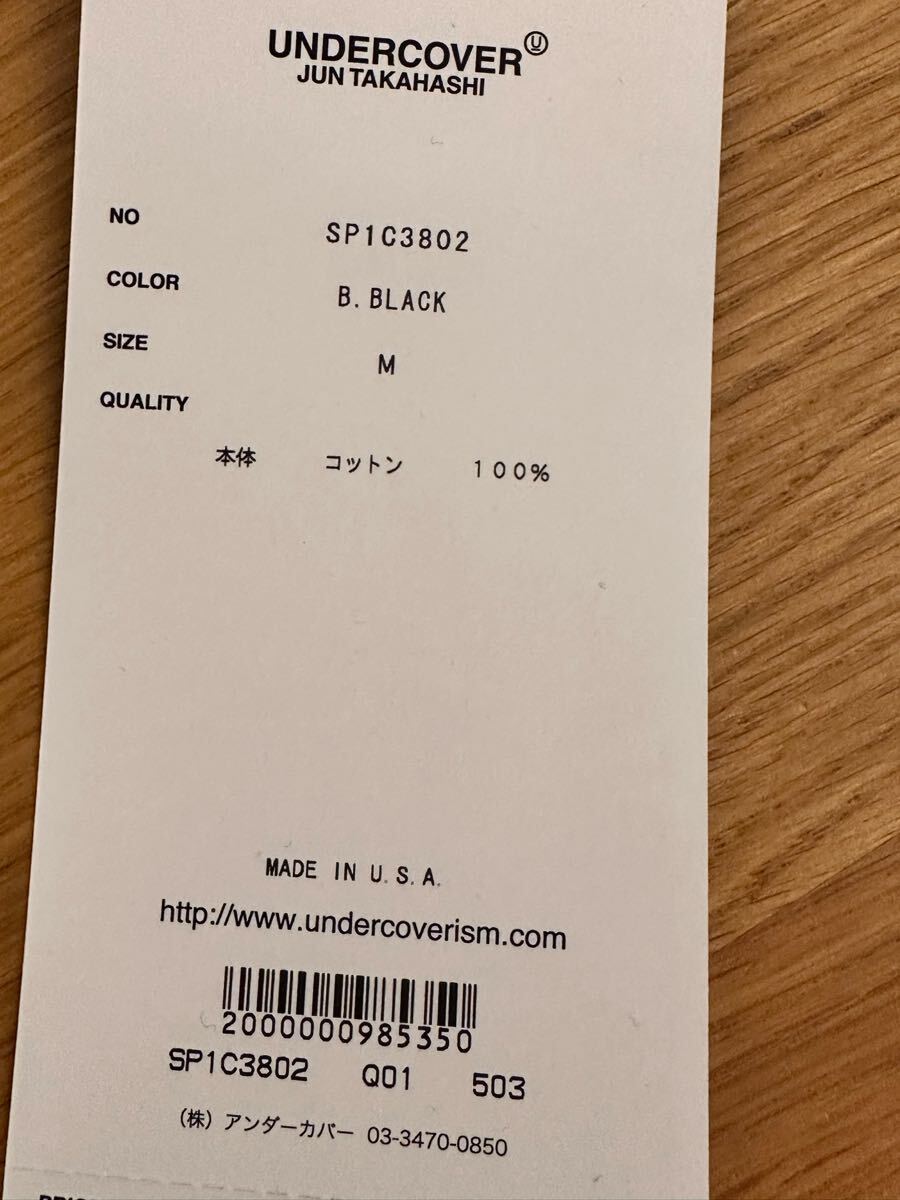 UNDERCOVER Ⓤ
JUN TAKAHASHI
NO SP1C3802
COLOR B.BLACK
SIZE M
QUALITY
本体 コットン 100%
MADE IN U.S.A.
http://www.undercoverism.com
2000000985350
SP1C3802 Q01 503
(株) アンダーカバー 03-3470-0850